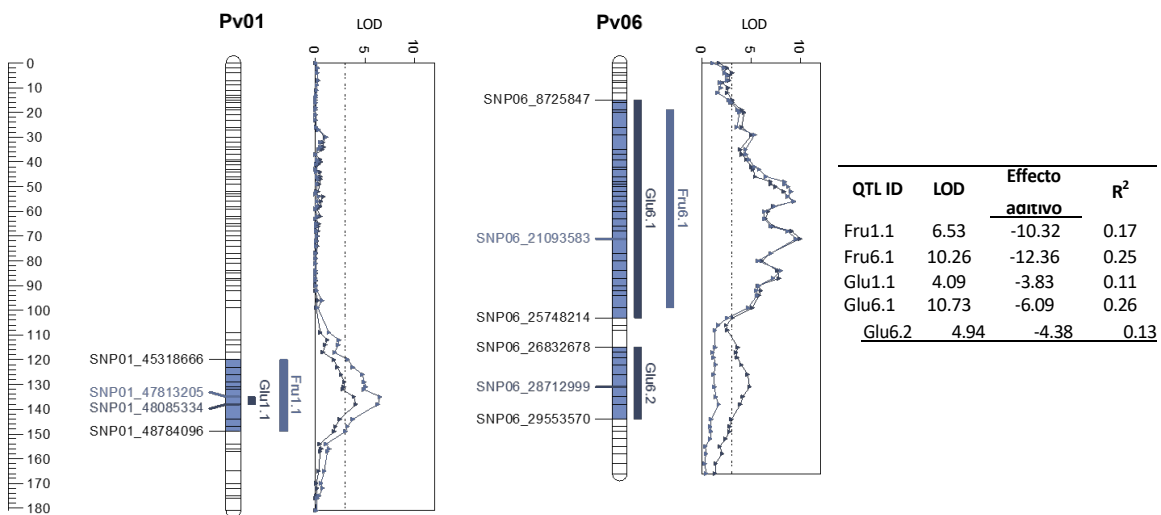 Pv01
LOD
0
5
10
Pv06
LOD
0
5
10
0
10
20
30
40
50
60
70
80
90
100
110
120
130
140
150
160
170
180
SNP01_45318666
SNP01_47813205
SNP01_48085334
SNP01_48784096
Glu1.1
Fru1.1
SNP06_8725847
SNP06_21093583
SNP06_25748214
SNP06_26832678
SNP06_28712999
SNP06_29553570
Glu6.1
Fru6.1
Glu6.2
QTL ID LOD Effecto aditivo R²
Fru1.1 6.53 -10.32 0.17
Fru6.1 10.26 -12.36 0.25
Glu1.1 4.09 -3.83 0.11
Glu6.1 10.73 -6.09 0.26
Glu6.2 4.94 -4.38 0.13